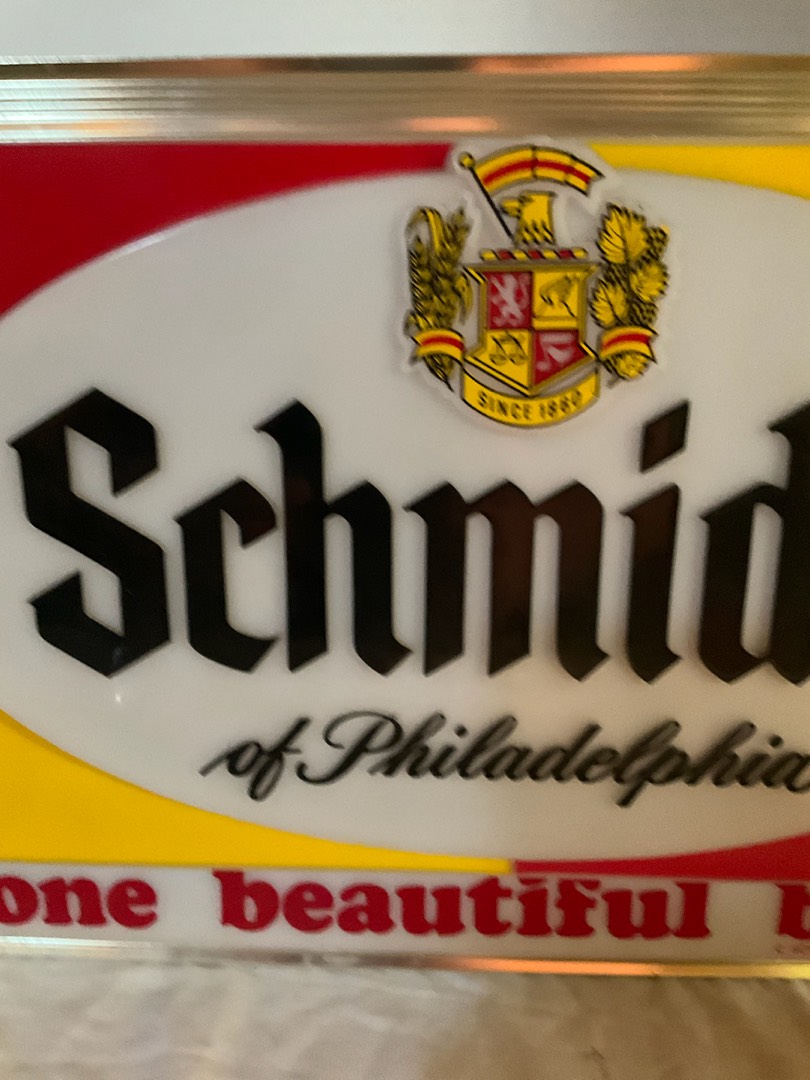 SINCE 1860
Schmid
of Philadelphia
one beautiful b